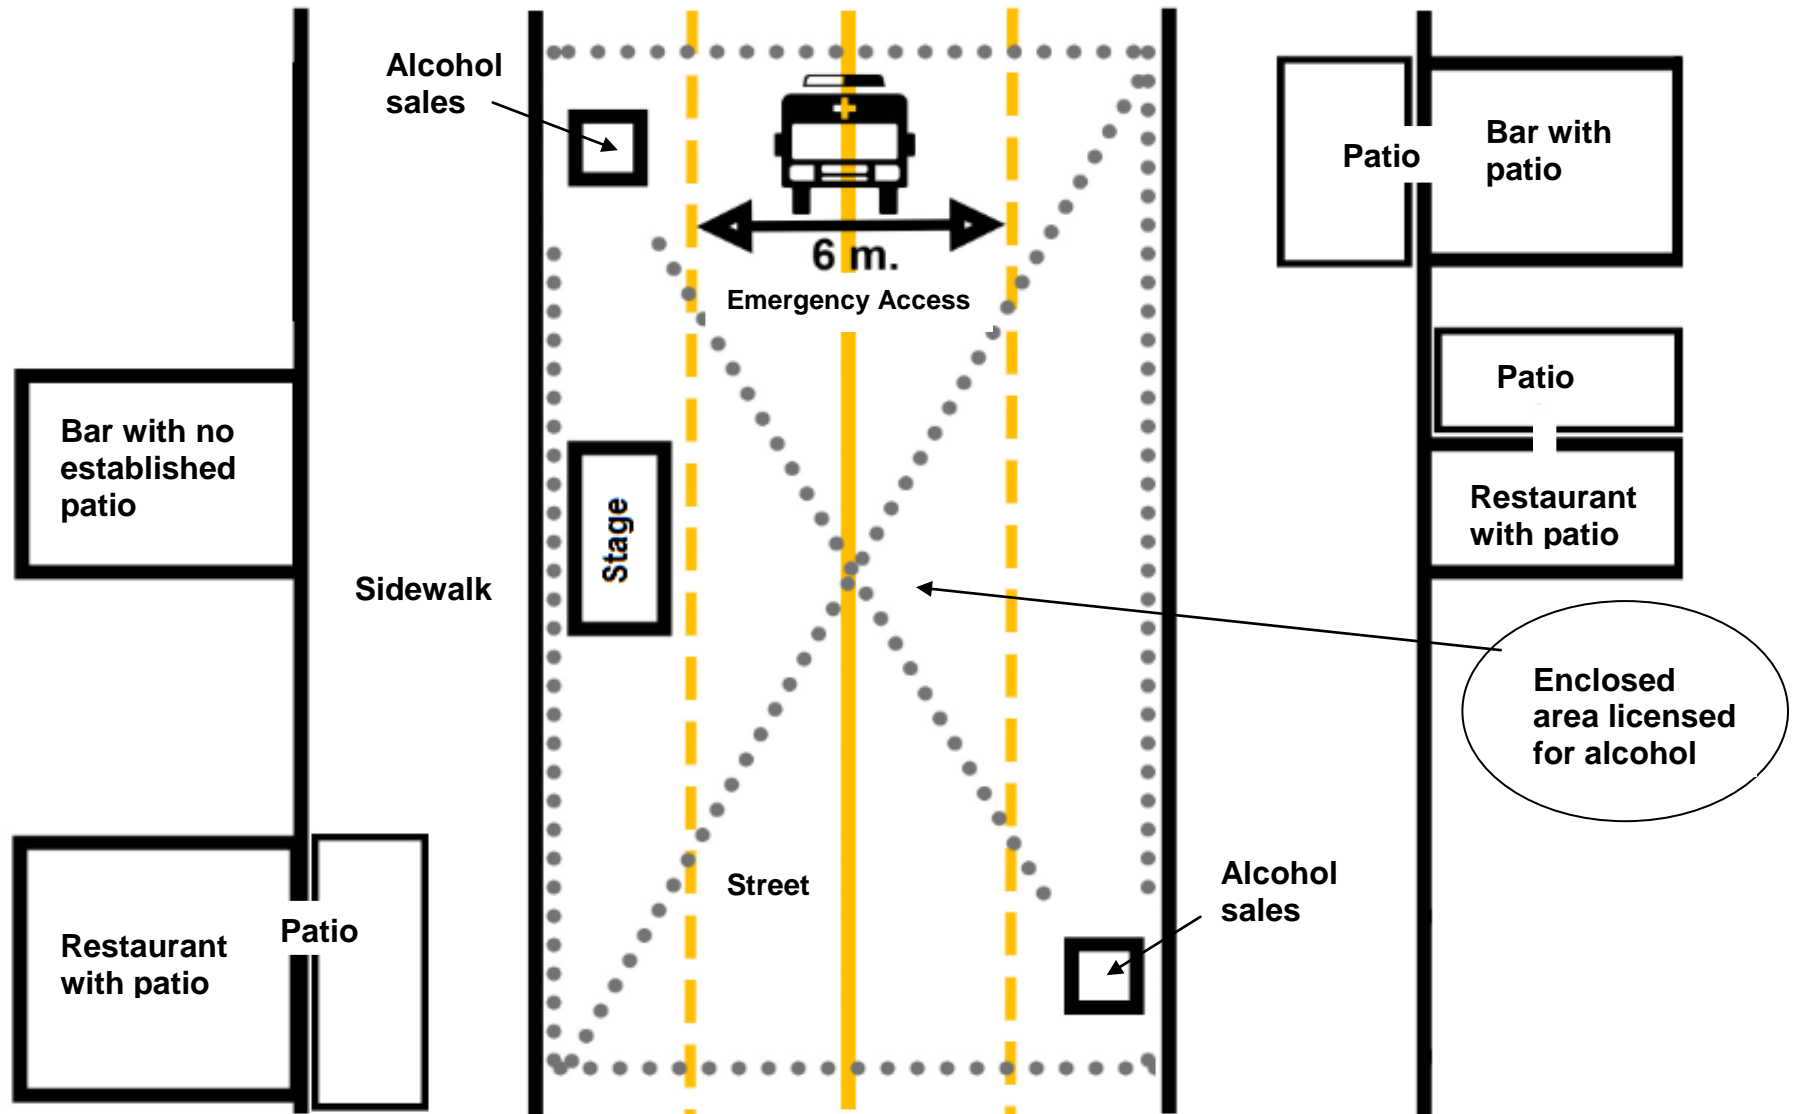 Alcohol
sales
6 m.
Emergency Access
Patio
Bar with
patio
Patio
Restaurant
with patio
Bar with no
established
patio
Stage
Sidewalk
Enclosed
area licensed
for alcohol
Street
Alcohol
sales
Restaurant
with patio
Patio